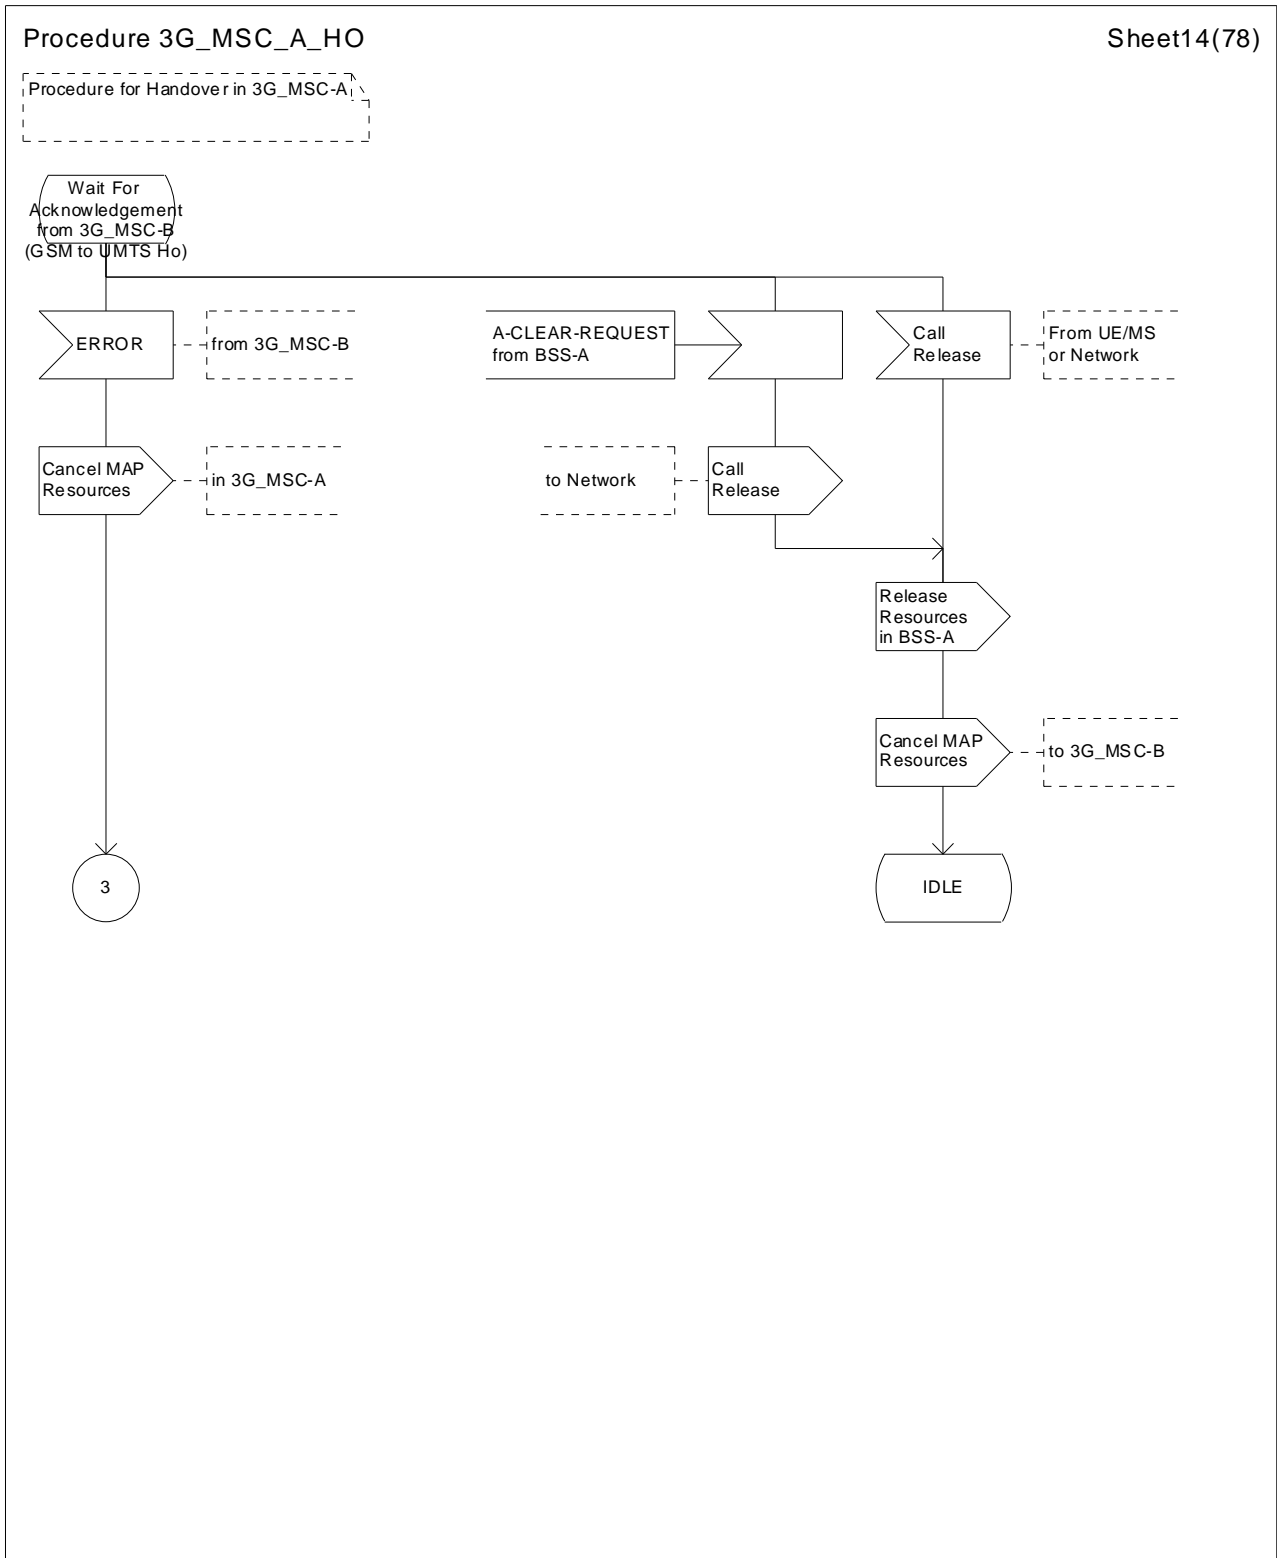 Procedure 3G_MSC_A_HO
Sheet14(78)
Procedure for Handover in 3G_MSC-A
Wait For
Acknowledgement
from 3G_MSC-B
(GSM to UMTS Ho)
ERROR
from 3G_MSC-B
A-CLEAR-REQUEST
from BSS-A
Call
Release
From UE/MS
or Network
Cancel MAP
Resources
in 3G_MSC-A
to Network
Call
Release
Release
Resources
in BSS-A
Cancel MAP
Resources
to 3G_MSC-B
3
IDLE